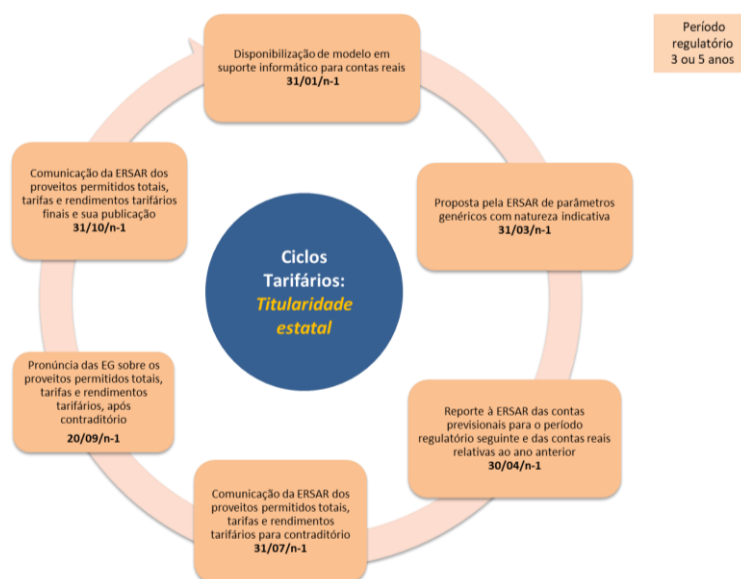 Período
regulatório
3 ou 5 anos
Disponibilização de modelo em
suporte informático para contas reais
31/01/n-1
Proposta pela ERSAR de parâmetros
genéricos com natureza indicativa
31/03/n-1
Reporte à ERSAR das contas
previsionais para o período
regulatório seguinte e das contas reais
relativas ao ano anterior
30/04/n-1
Comunicação da ERSAR dos
proveitos permitidos totais,
tarifas e rendimentos
tarifários para contraditório
31/07/n-1
Pronúncia das EG sobre os
proveitos permitidos totais,
tarifas e rendimentos
tarifários, após
contraditório
20/09/n-1
Comunicação da ERSAR dos
proveitos permitidos totais,
tarifas e rendimentos tarifários
finais e sua publicação
31/10/n-1
Ciclos
Tarifários:
Titularidade
estatal